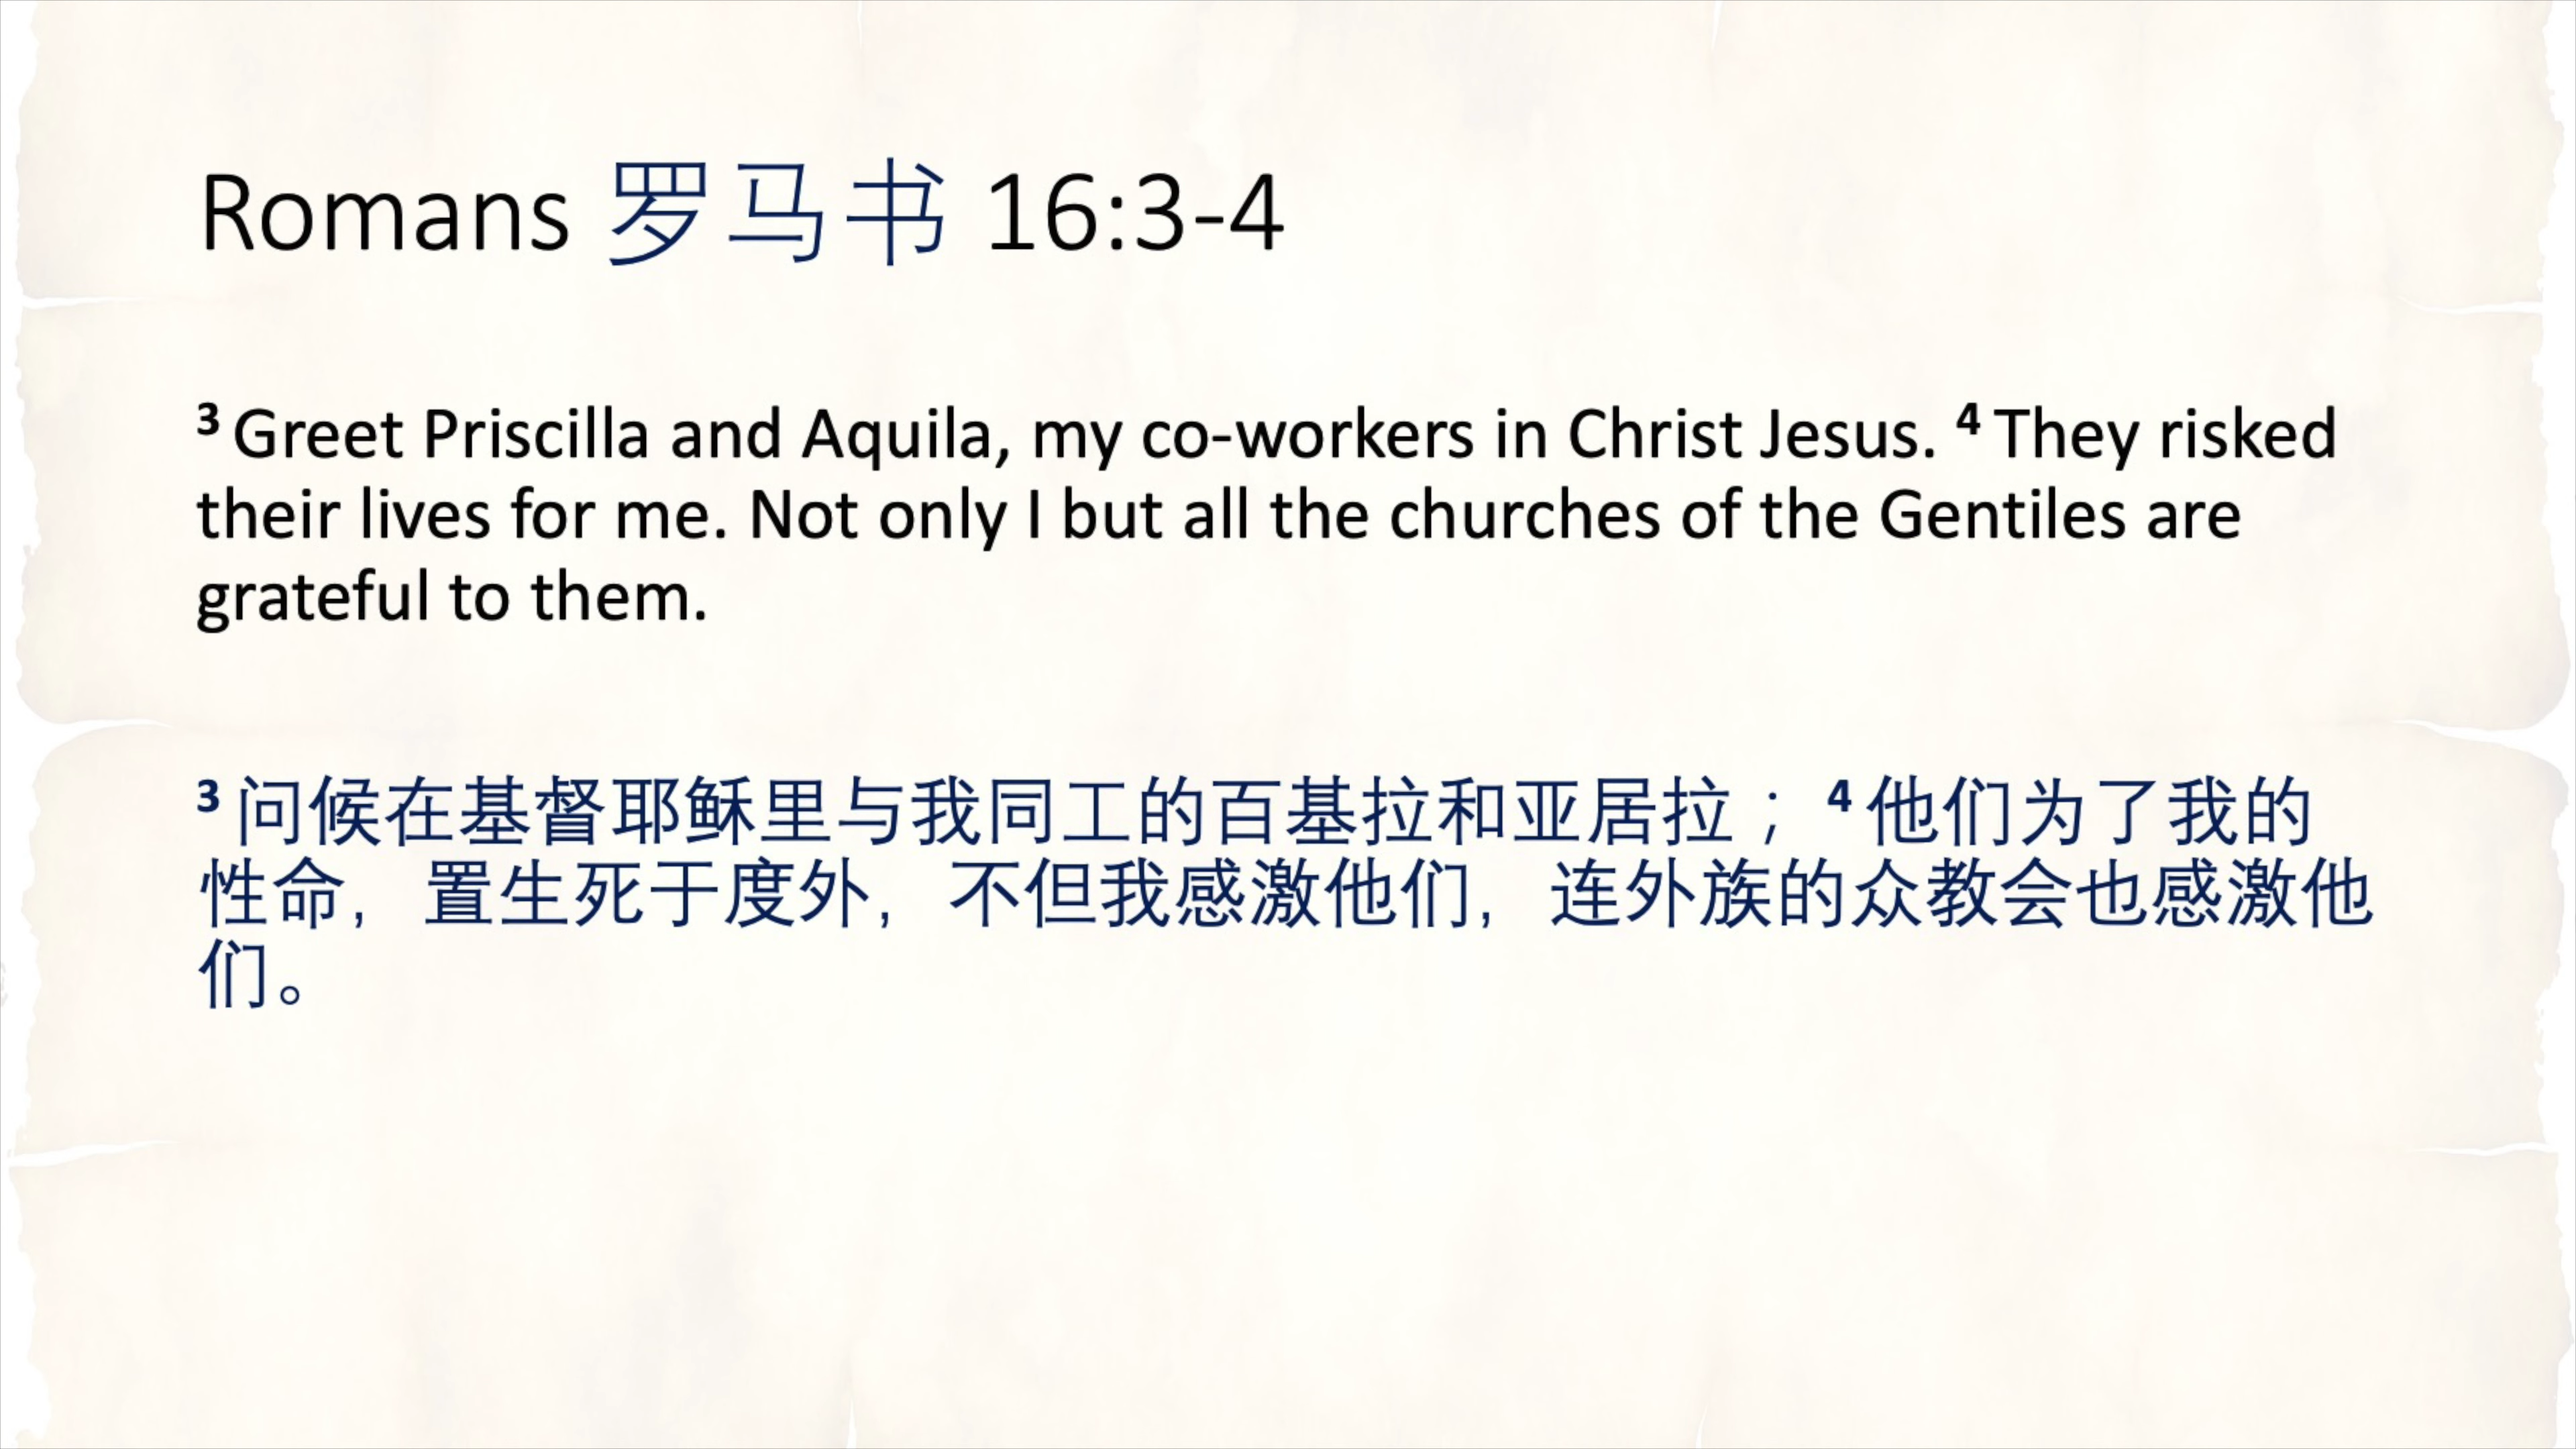 Romans 罗马书 16:3-4
3 Greet Priscilla and Aquila, my co-workers in Christ Jesus. 4 They risked
their lives for me. Not only I but all the churches of the Gentiles are
grateful to them.
3 问候在基督耶稣里与我同工的百基拉和亚居拉；4 他们为了我的
性命，置生死于度外，不但我感激他们，连外族的众教会也感激他
们。